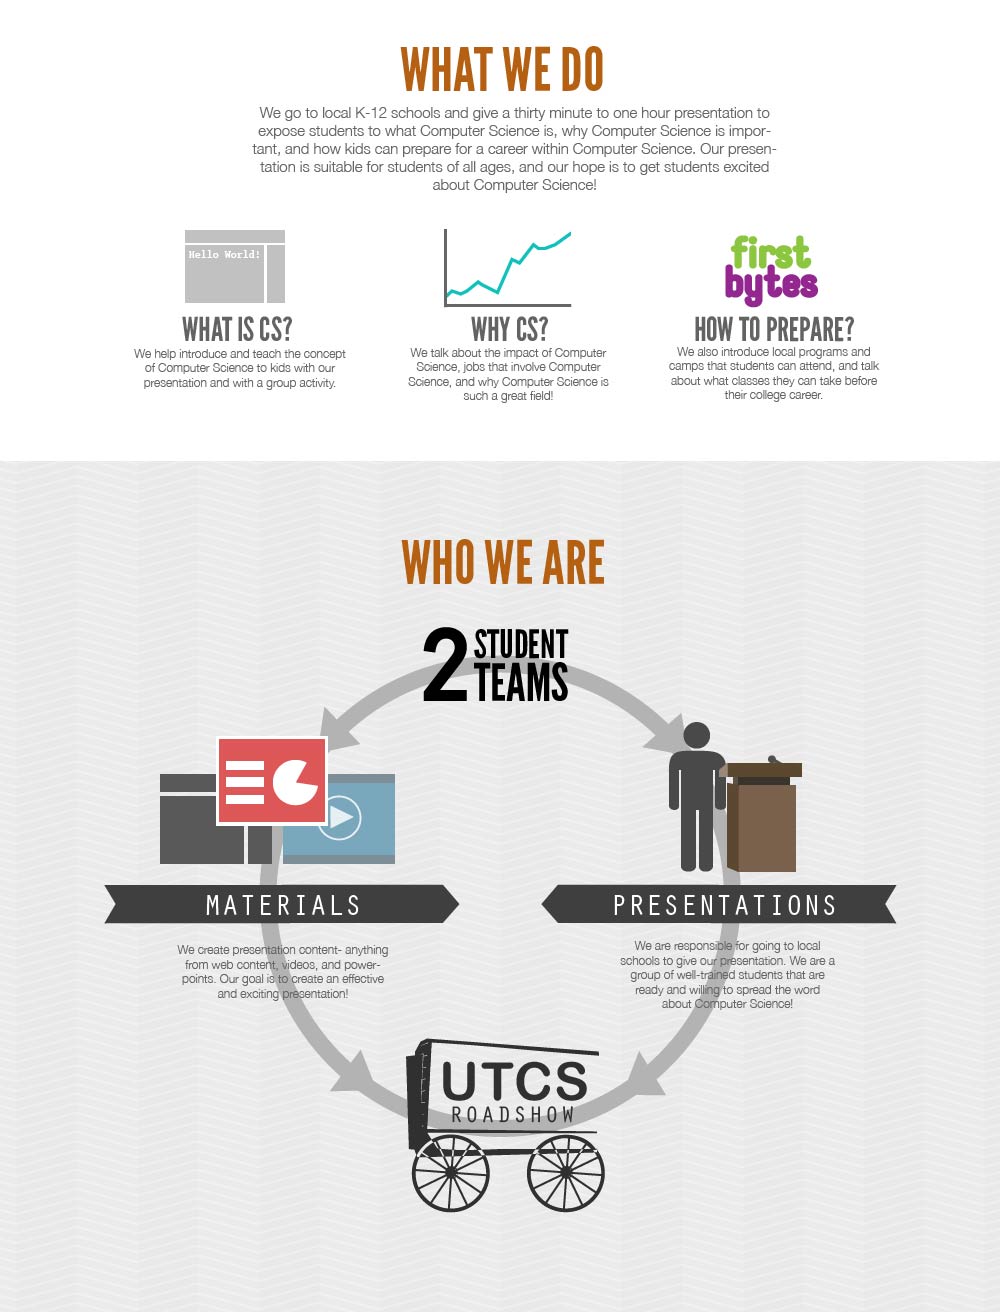 WHAT WE DO
We go to local K-12 schools and give a thirty minute to one hour presentation to
expose students to what Computer Science is, why Computer Science is impor-
tant, and how kids can prepare for a career within Computer Science. Our presen-
tation is suitable for students of all ages, and our hope is to get students excited
about Computer Science!
Hello World!
WHAT IS CS?
We help introduce and teach the concept
of Computer Science to kids with our
presentation and with a group activity.
WHY CS?
We talk about the impact of Computer
Science, jobs that involve Computer
Science, and why Computer Science is
such a great field!
first
bytes
HOW TO PREPARE?
We also introduce local programs and
camps that students can attend, and talk
about what classes they can take before
their college career.
WHO WE ARE
2 STUDENT
TEAMS
MATERIALS
We create presentation content- anything
from web content, videos, and power-
points. Our goal is to create an effective
and exciting presentation!
PRESENTATIONS
We are responsible for going to local
schools to give our presentation. We are a
group of well-trained students that are
ready and willing to spread the word
about Computer Science!
UTCS
ROADSHOW